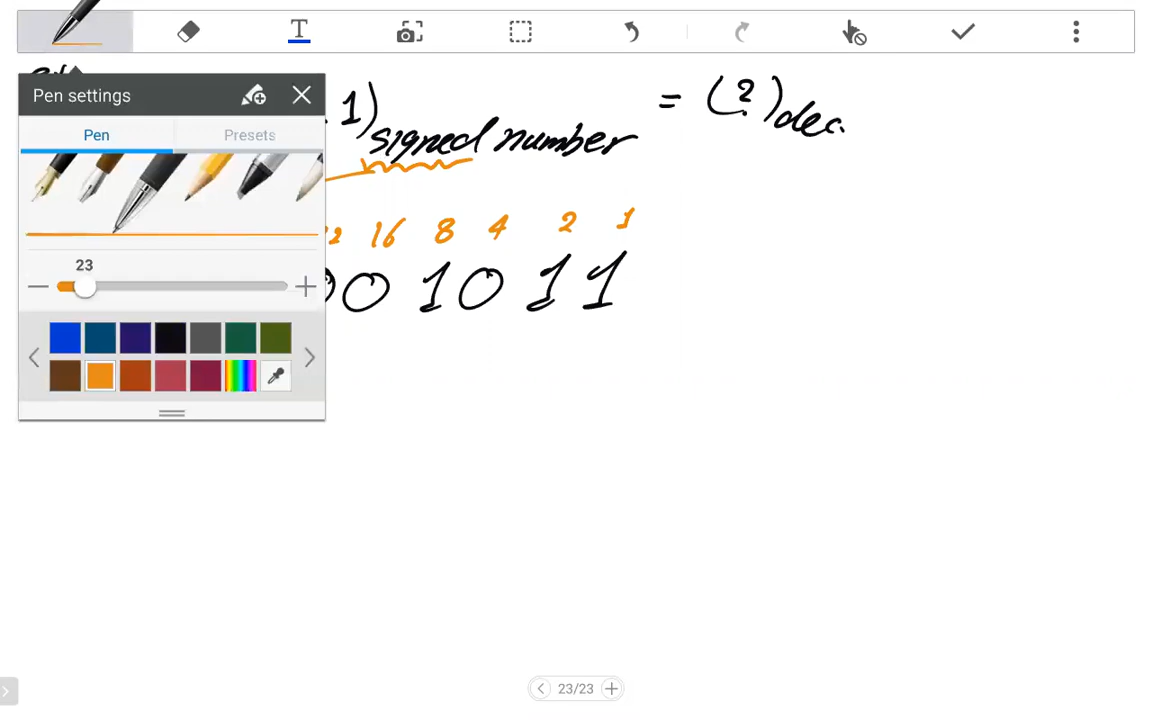 Pen settings
Pen Presets
23
1) signed number = (?)dec.
16 8 4 2 1
0 0 1 0 1 1
23/23